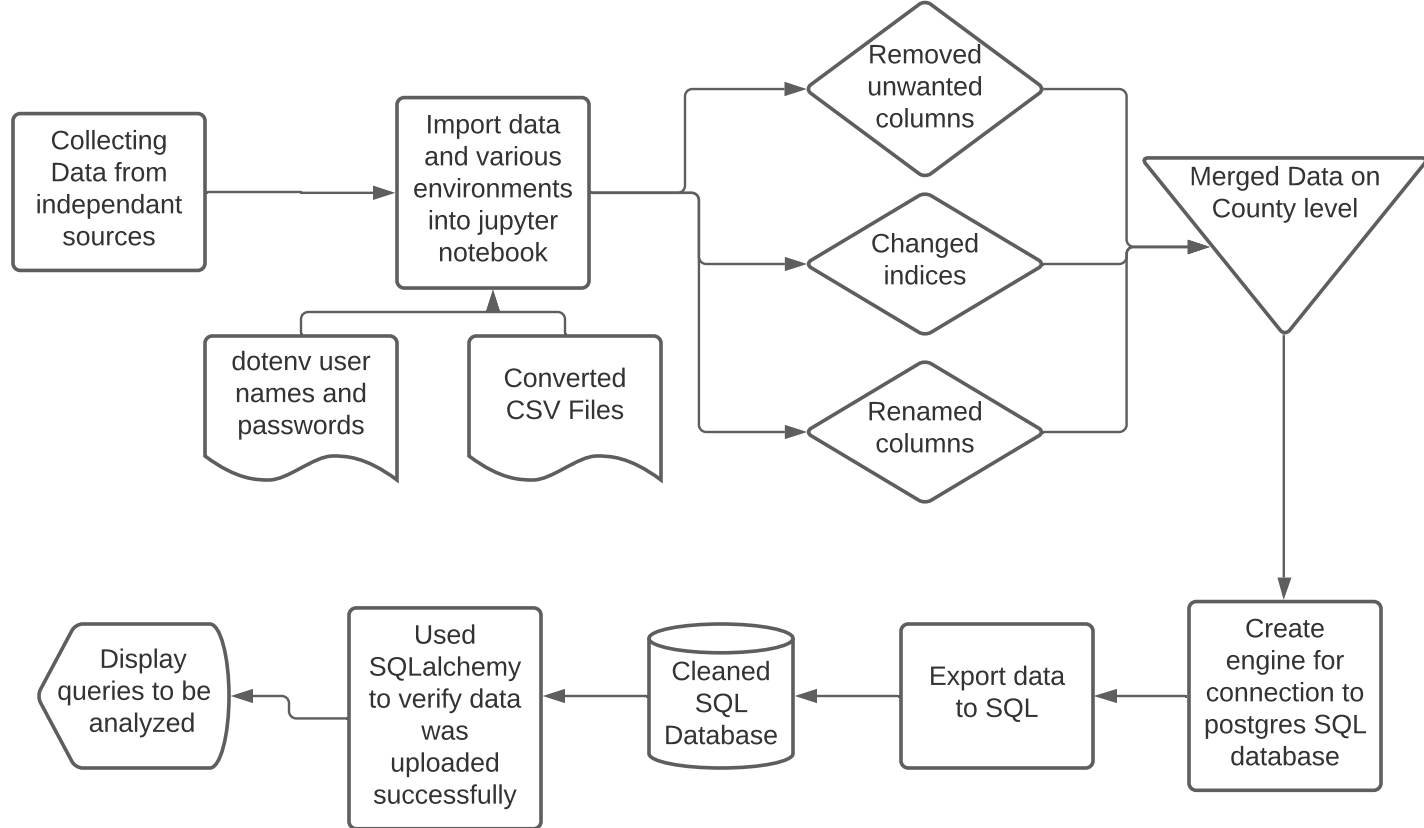 Collecting
Data from
independant
sources
Import data
and various
environments
into jupyter
notebook
dotenv user
names and
passwords
Converted
CSV Files
Removed
unwanted
columns
Changed
indices
Renamed
columns
Merged Data on
County level
Create
engine for
connection to
postgres SQL
database
Export data
to SQL
Cleaned
SQL
Database
Used
SQLalchemy
to verify data
was
uploaded
successfully
Display
queries to be
analyzed